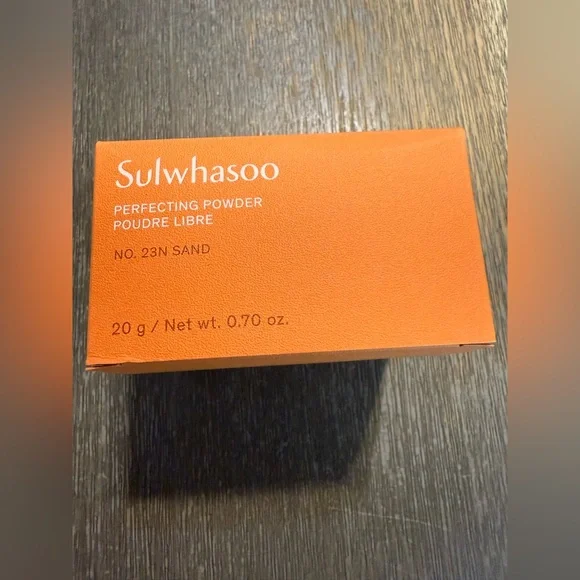 Sulwhasoo
PERFECTING POWDER
POUDRE LIBRE
NO. 23N SAND
20 g / Net wt. 0.70 oz.